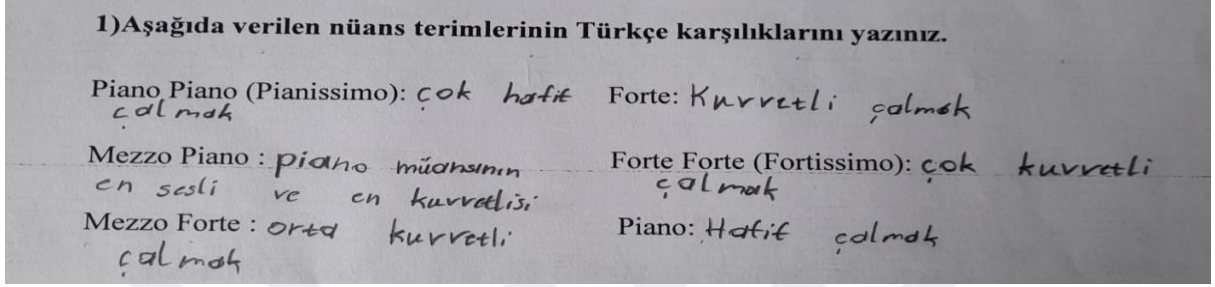 1)Aşağıda verilen nüans terimlerinin Türkçe karşılıklarını yazınız.
Piano Piano (Pianissimo): çok hafif
çalmak
Forte: Kuvvetli çalmak
Mezzo Piano : piano nüansının
en sesli ve en kuvvetlisi
Forte Forte (Fortissimo): çok kuvvetli
çalmak
Mezzo Forte : orta kuvvetli
çalmak
Piano: Hafif çalmak